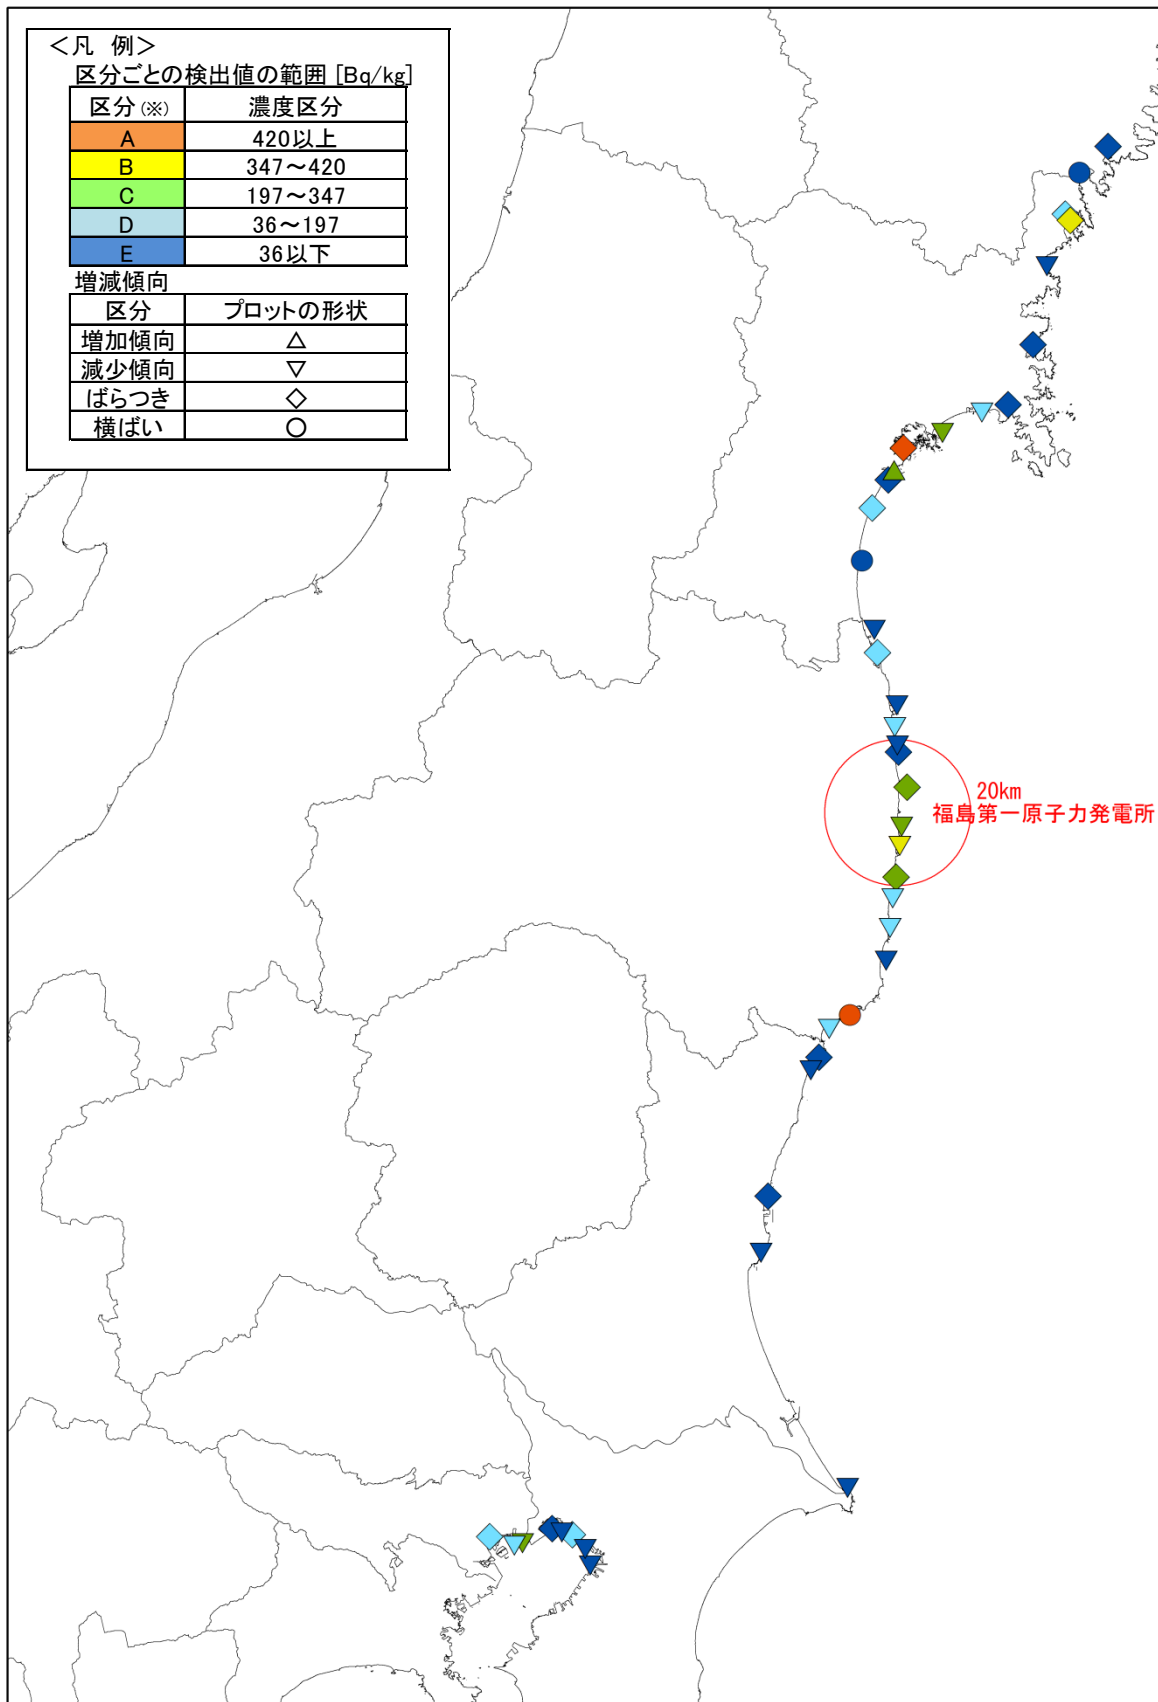 ＜凡 例＞
区分ごとの検出値の範囲 [Bq/kg]
区分(※) 濃度区分
A 420以上
B 347～420
C 197～347
D 36～197
E 36以下
増減傾向
区分 プロットの形状
増加傾向 △
減少傾向 ▽
ばらつき ◇
横ばい ○
20km
福島第一原子力発電所